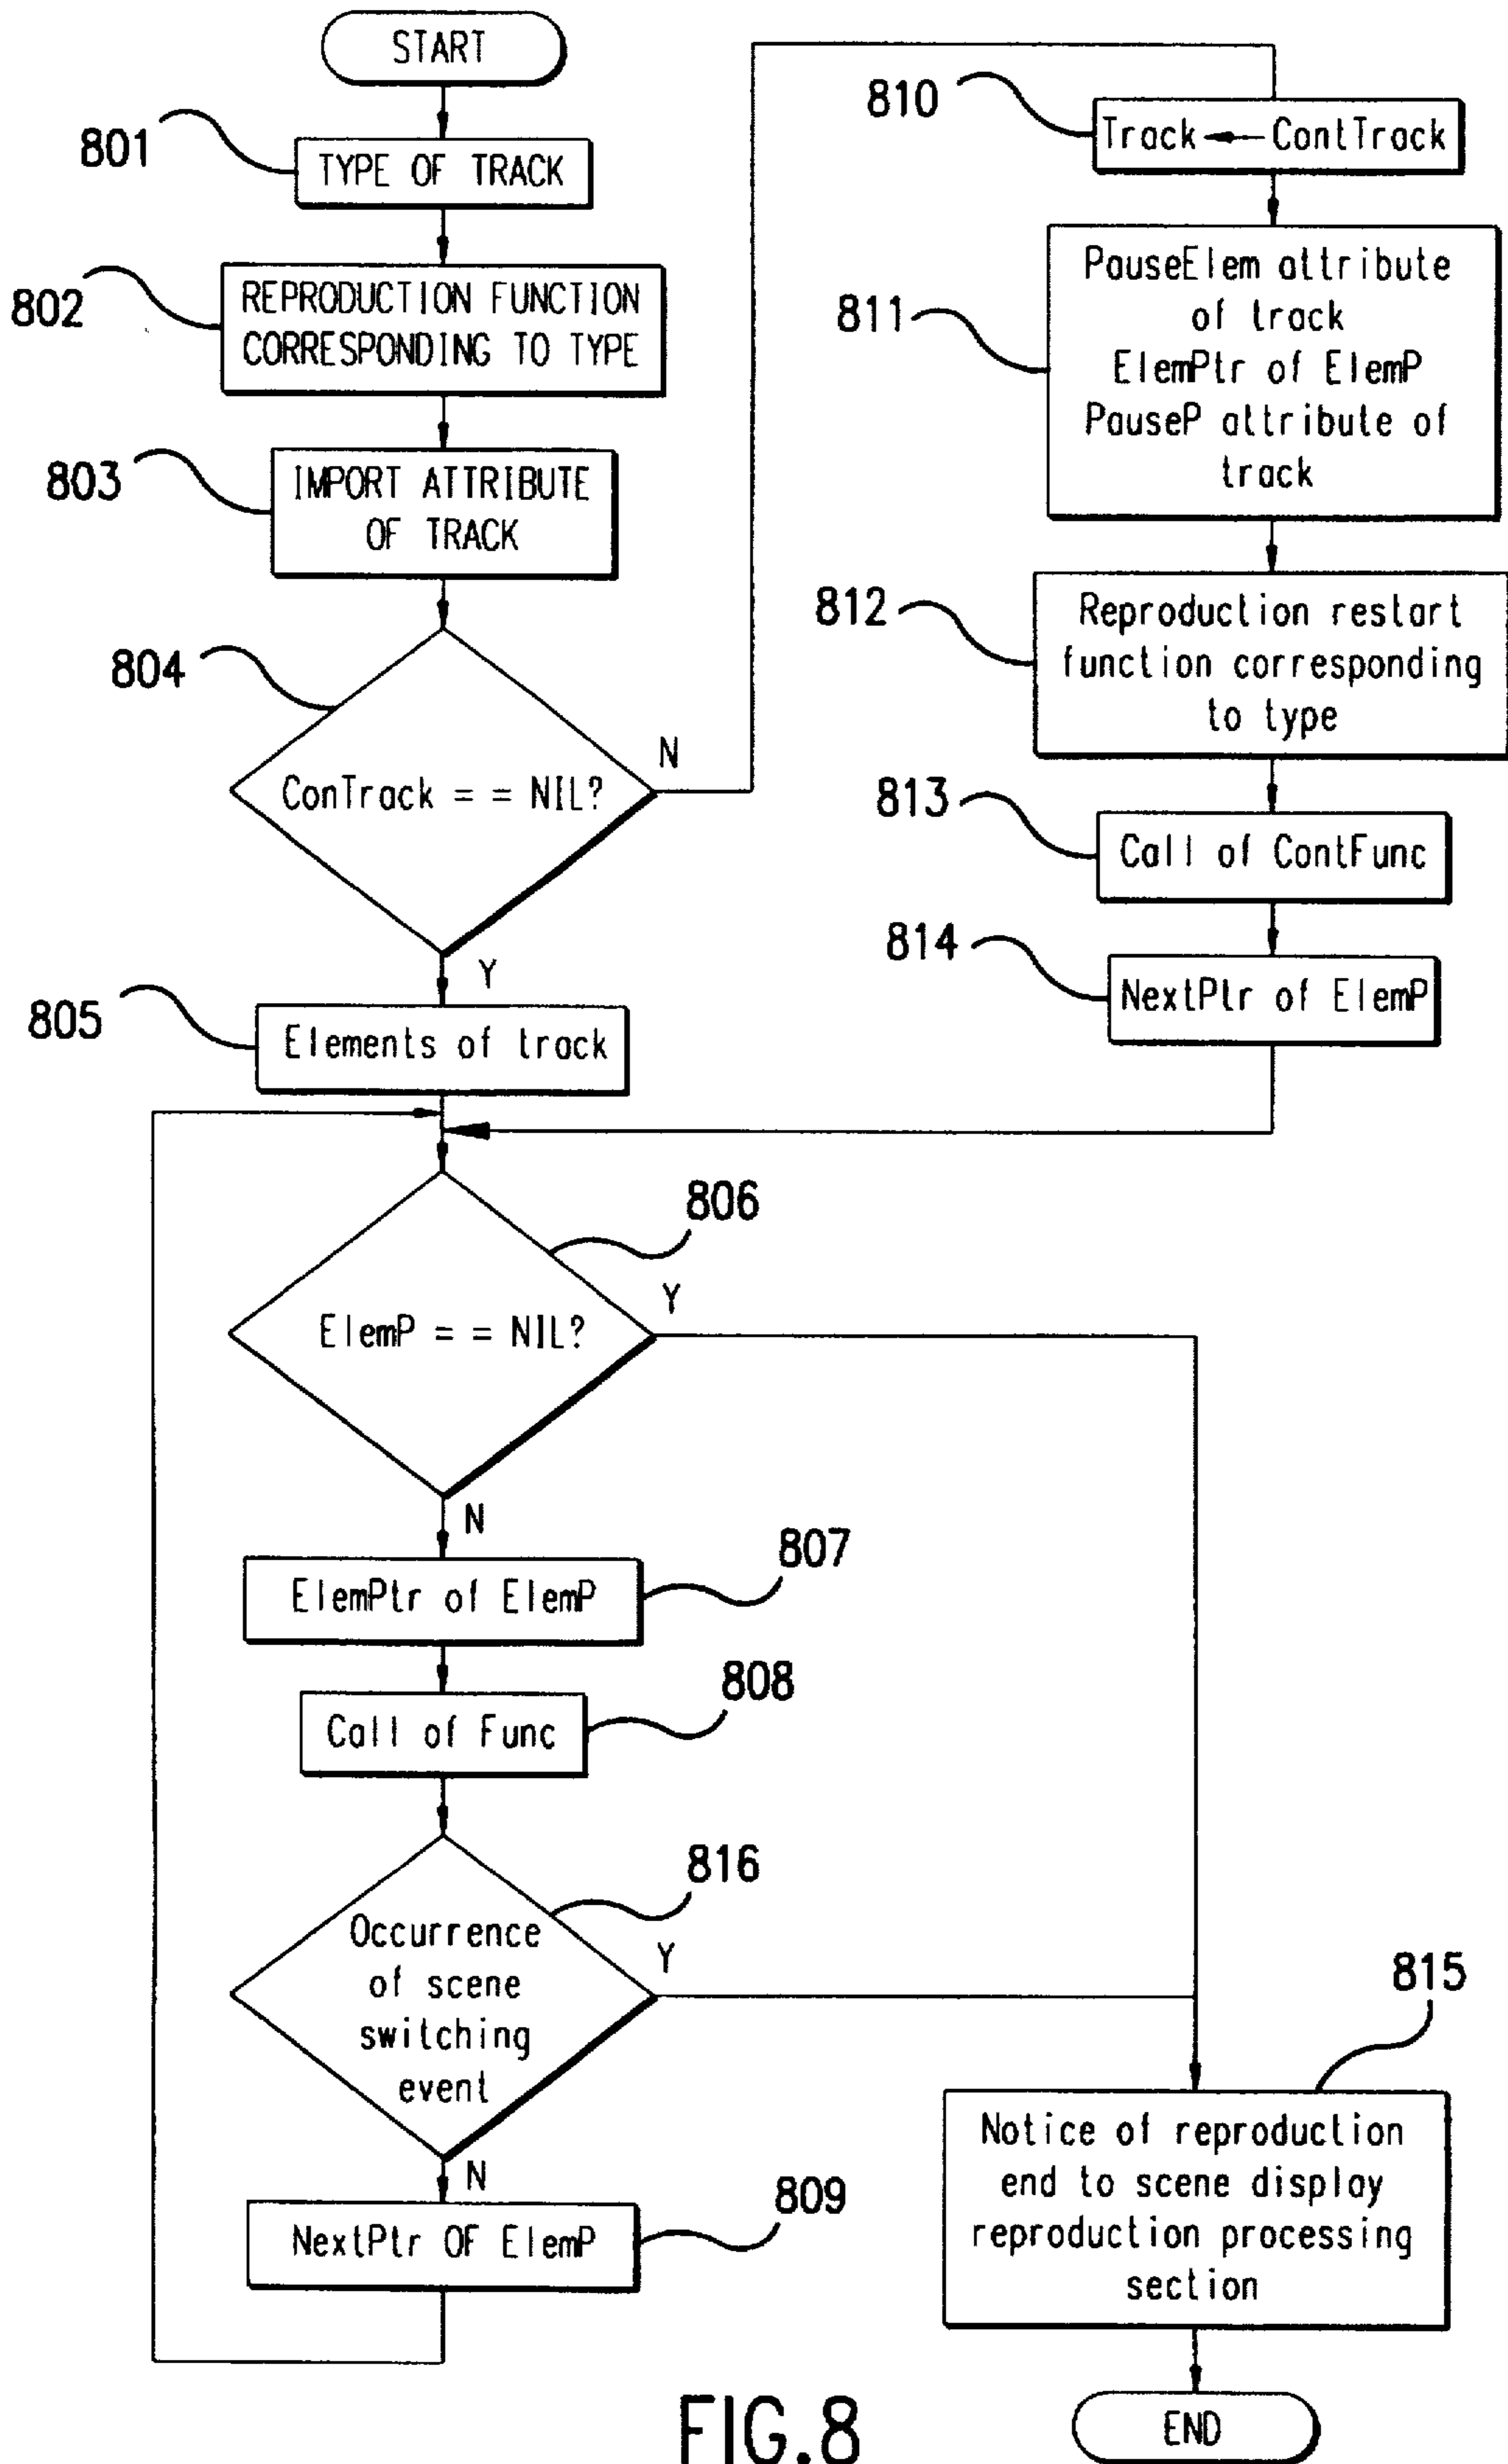 START
801
TYPE OF TRACK
802
REPRODUCTION FUNCTION
CORRESPONDING TO TYPE
803
IMPORT ATTRIBUTE
OF TRACK
804
ConTrack = = NIL?
N
Y
805
Elements of track
810
Track ← ContTrack
811
PauseElem attribute
of track
ElemPtr of ElemP
PauseP attribute of
track
812
Reproduction restart
function corresponding
to type
813
Call of ContFunc
814
NextPtr of ElemP
806
ElemP = = NIL?
Y
N
807
ElemPtr of ElemP
808
Call of Func
816
Occurrence
of scene
switching
event
Y
N
809
NextPtr OF ElemP
815
Notice of reproduction
end to scene display
reproduction processing
section
END
FIG.8